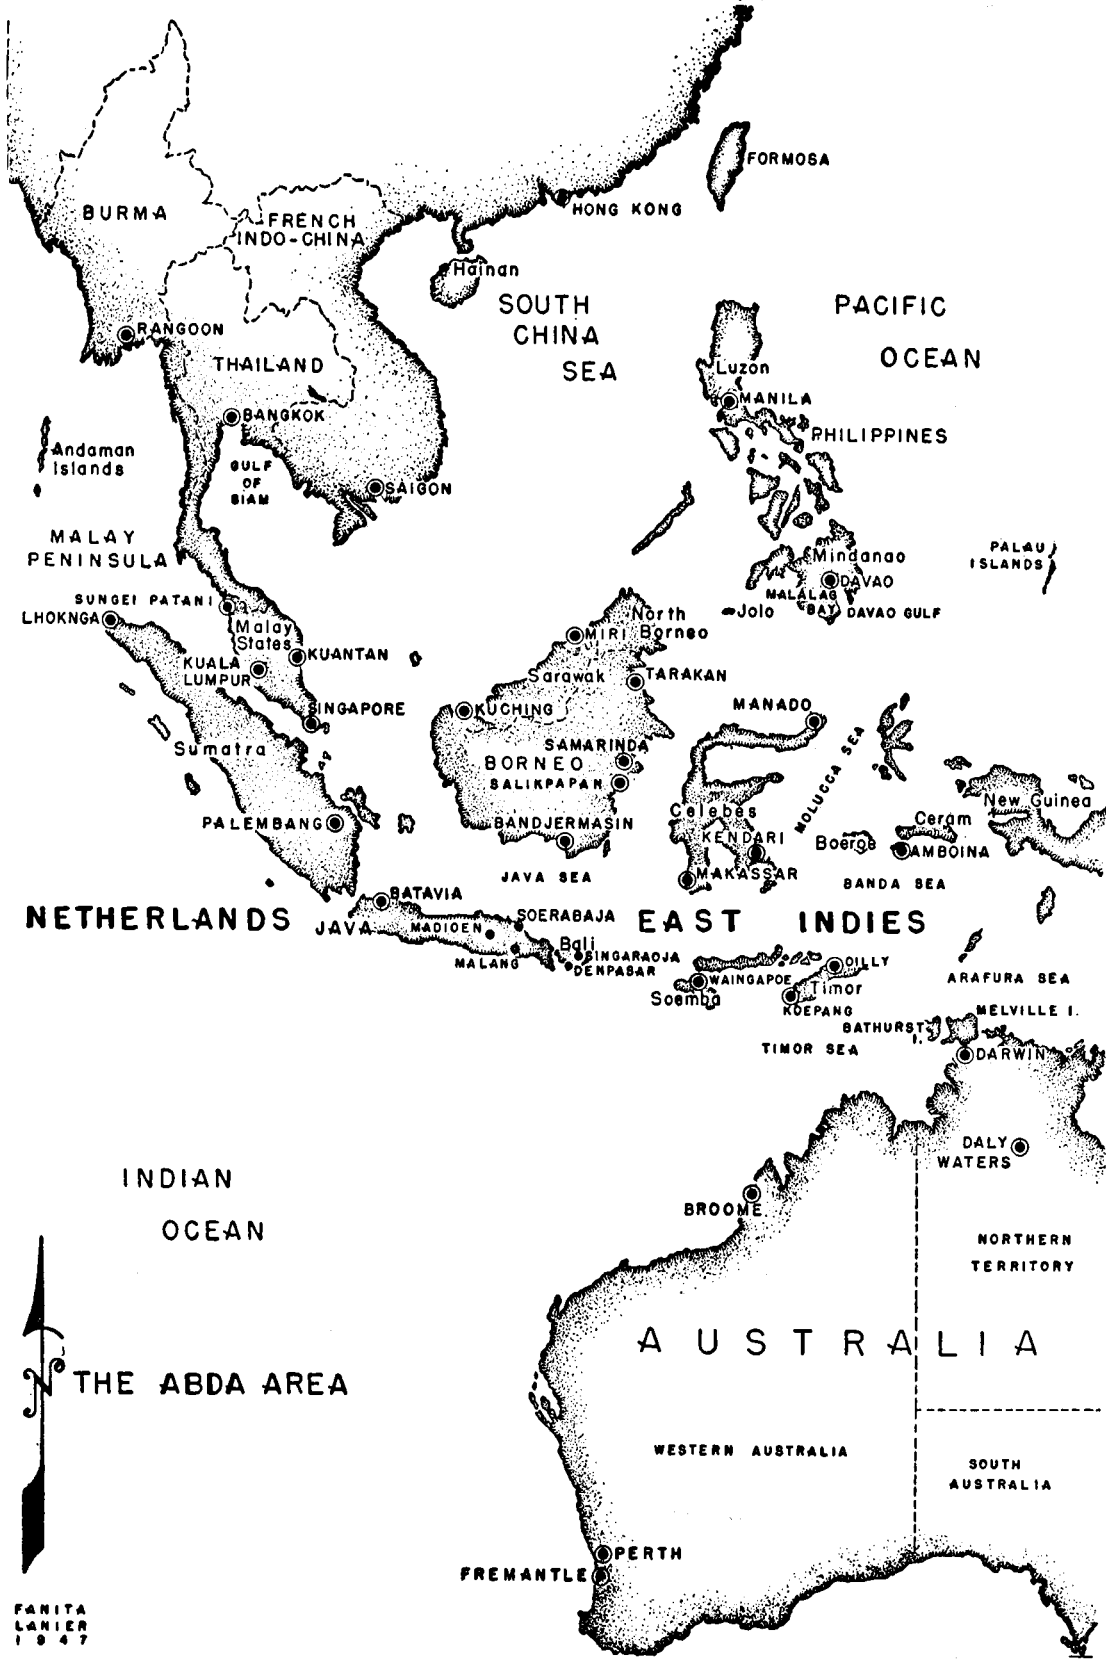 FORMOSA
HONG KONG
BURMA
FRENCH
INDO-CHINA
Hainan
SOUTH
CHINA
SEA
PACIFIC
OCEAN
RANGOON
THAILAND
Luzon
MANILA
BANGKOK
PHILIPPINES
Andaman
Islands
GULF
OF
SIAM
SAIGON
MALAY
PENINSULA
PALAU
ISLANDS
Mindanao
DAVAO
MALALAG
BAY
DAVAO GULF
Jolo
SUNGEI PATANI
LHOKNGA
Malay
States
North
Borneo
MIRI
KUANTAN
KUALA
LUMPUR
Sarawak
TARAKAN
SINGAPORE
KUCHING
MANADO
Sumatra
SAMARINDA
BORNEO
BALIKPAPAN
MOLUCCA SEA
New Guinea
Celebes
Ceram
PALEMBANG
BANDJERMASIN
KENDARI
Boeroe
AMBOINA
MAKASSAR
JAVA SEA
BANDA SEA
BATAVIA
NETHERLANDS
EAST INDIES
JAVA
MADIOEN
SOERABAJA
MALANG
Bali
SINGARAOJA
DENPASAR
WAINGAPOE
Soemba
DILLY
Timor
KOEPANG
ARAFURA SEA
MELVILLE I.
BATHURST
I.
TIMOR SEA
DARWIN
DALY
WATERS
INDIAN
OCEAN
BROOME
NORTHERN
TERRITORY
AUSTRALIA
N
THE ABDA AREA
WESTERN AUSTRALIA
SOUTH
AUSTRALIA
PERTH
FREMANTLE
FANITA
LANIER
1947